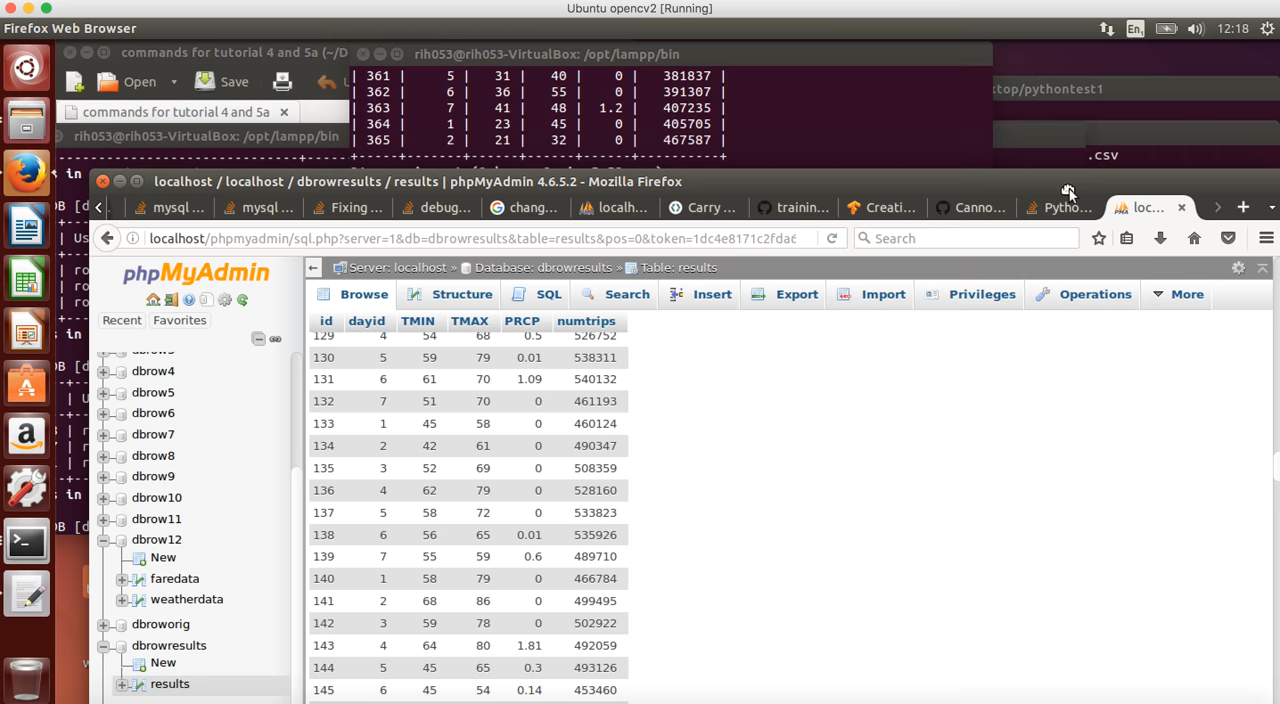 Ubuntu opencv2 [Running]
Firefox Web Browser
En1
12:18
commands for tutorial 4 and 5a (~/D
rih053@rih053-VirtualBox: /opt/lampp/bin
Open
Save
ktop/pythontest1
commands for tutorial 4 and 5a
rih053@rih053-VirtualBox: /opt/lampp/bin
.csv
| 361 | 5 | 31 | 40 | 0 | 381837 |
| 362 | 6 | 36 | 55 | 0 | 391307 |
| 363 | 7 | 41 | 48 | 1.2 | 407235 |
| 364 | 1 | 23 | 45 | 0 | 405705 |
| 365 | 2 | 21 | 32 | 0 | 467587 |
localhost / localhost / dbrowresults / results | phpMyAdmin 4.6.5.2 - Mozilla Firefox
mysql ...
mysql ...
Fixing ...
debug...
chang...
localh...
Carry ...
trainin...
Creati...
Canno...
Pytho...
loc...
localhost/phpmyadmin/sql.php?server=1&db=dbrowresults&table=results&pos=0&token=1dc4e8171c2fdae
Search
phpMyAdmin
Recent
Favorites
dbrow4
dbrow5
dbrow6
dbrow7
dbrow8
dbrow9
dbrow10
dbrow11
dbrow12
New
faredata
weatherdata
dbroworig
dbrowresults
New
results
Server: localhost » Database: dbrowresults » Table: results
Browse Structure SQL Search Insert Export Import Privileges Operations More
id dayid TMIN TMAX PRCP numtrips
129 4 54 68 0.5 526752
130 5 59 79 0.01 538311
131 6 61 70 1.09 540132
132 7 51 70 0 461193
133 1 45 58 0 460124
134 2 42 61 0 490347
135 3 52 69 0 508359
136 4 62 79 0 528160
137 5 58 72 0 533823
138 6 56 65 0.01 535926
139 7 55 59 0.6 489710
140 1 58 79 0 466784
141 2 68 86 0 499495
142 3 59 78 0 502922
143 4 64 80 1.81 492059
144 5 45 65 0.3 493126
145 6 45 54 0.14 453460